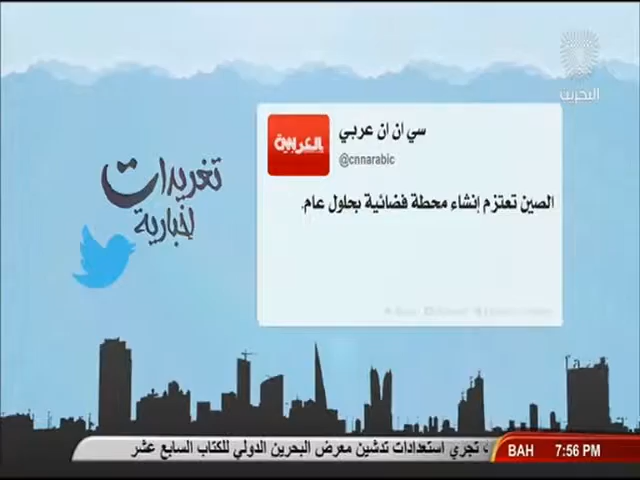 البحرين
سي ان ان عربي
@cnnarabic
العربية
تغريدات
إخبارية
الصين تعتزم إنشاء محطة فضائية بحلول عام.
تجري استعدادات تدشين معرض البحرين الدولي للكتاب السابع عشر
BAH
7:56 PM